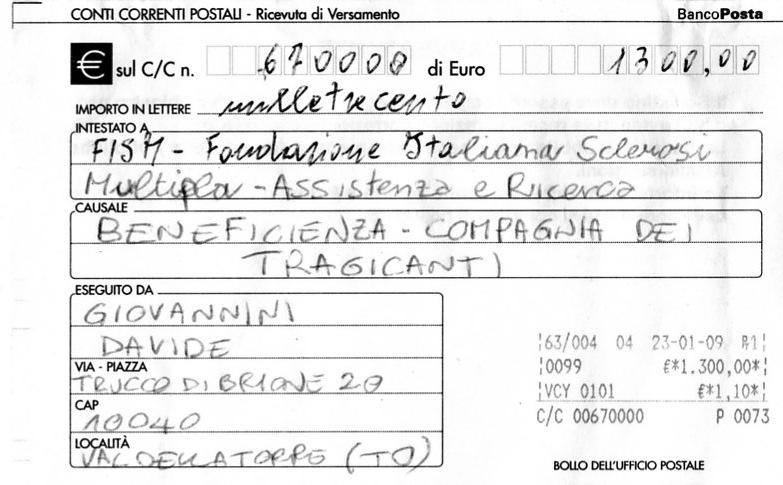 CONTI CORRENTI POSTALI - Ricevuta di Versamento BancoPosta
€ sul C/C n. 670000 di Euro 1300,00
IMPORTO IN LETTERE milletrecento
INTESTATO A
FISM - Fondazione Italiana Sclerosi
Multipla - Assistenza e Ricerca
CAUSALE
BENEFICIENZA - COMPAGNIA DEI
TRAGICANTI
ESEGUITO DA
GIOVANNINI
DAVIDE
VIA - PIAZZA
TRUCCO DI BRIONE 20
CAP
10040
LOCALITÀ
VALDELLATORRE (TO)
63/004 04 23-01-09 R1
0099 €*1.300,00*
VCY 0101 €*1,10*
C/C 00670000 P 0073
BOLLO DELL'UFFICIO POSTALE